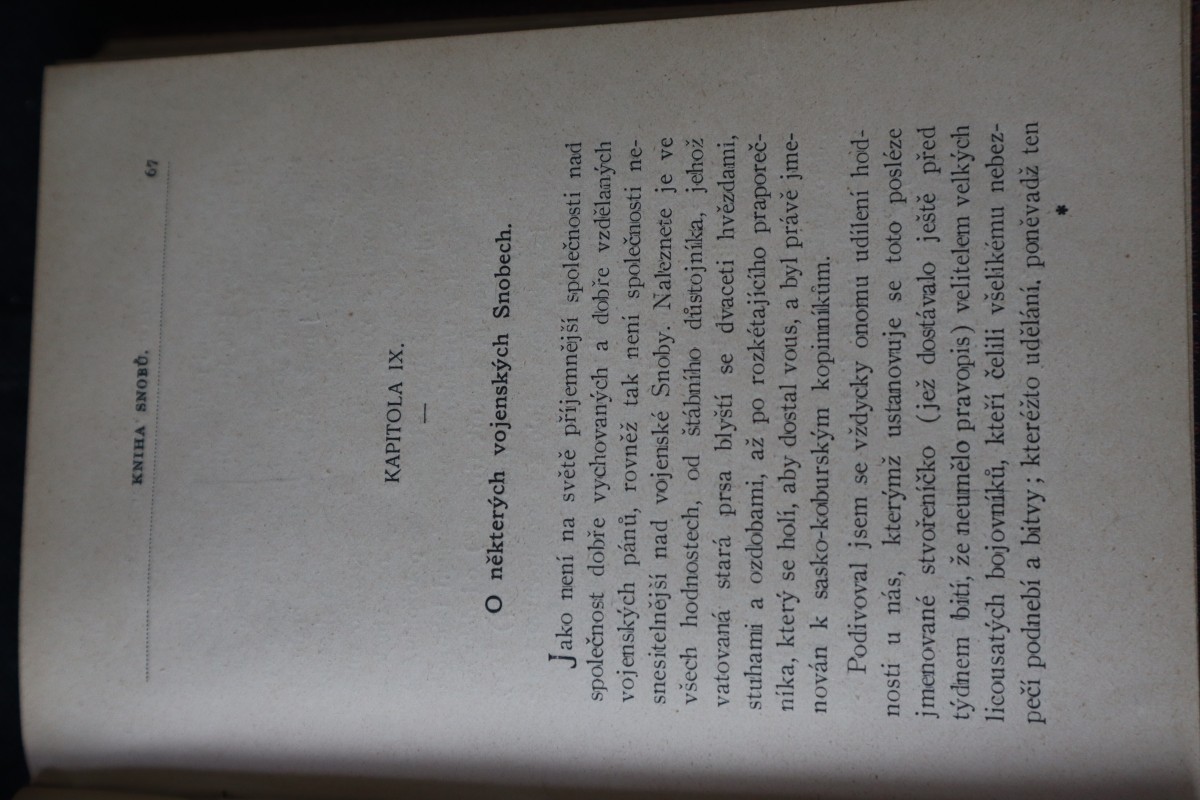 KNIHA SNOBŮ. 67
KAPITOLA IX.
O některých vojenských Snobech.
Jako není na světě příjemnější společnosti nad
společnost dobře vychovaných a dobře vzdělaných
vojenských pánů, rovněž tak není společnosti ne-
snesitelnější nad vojenské Snoby. Naleznete je ve
všech hodnostech, od štábního důstojníka, jehož
vatovaná stará prsa blyští se dvaceti hvězdami,
stuhami a ozdobami, až po rozkétajícího praporeč-
níka, který se holí, aby dostal vous, a byl právě jme-
nován k sasko-koburským kopinníkům.
Podivoval jsem se vždycky onomu udílení hod-
ností u nás, kterýmž ustanovuje se toto posléze
jmenované stvořeníčko (jež dostávalo ještě před
týdnem bití, že neumělo pravopis) velitelem velkých
licousatých bojovníků, kteří čelili všelikému nebez-
pečí podnebí a bitvy; kteréžto udělání, poněvadž ten
*